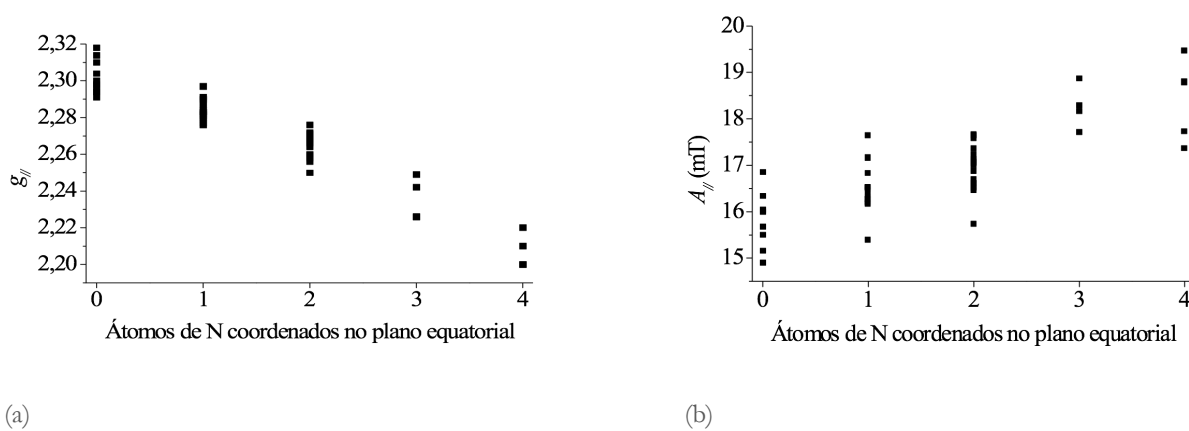 2,32
2,30
2,28
2,26
2,24
2,22
2,20
g//
0 1 2 3 4
Átomos de N coordenados no plano equatorial
(a)
20
19
18
17
16
15
A// (mT)
0 1 2 3 4
Átomos de N coordenados no plano equatorial
(b)